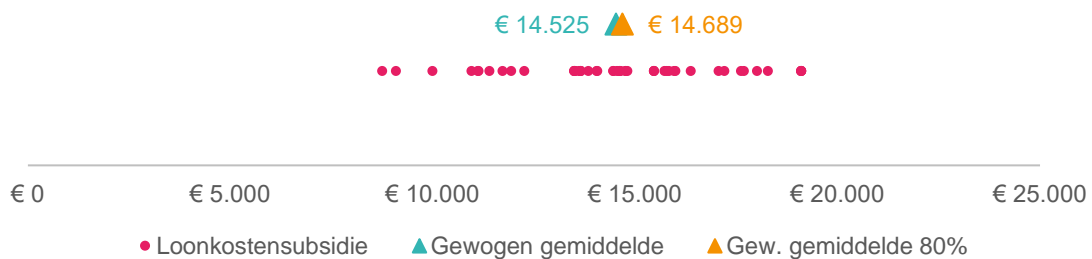 € 14.525 € 14.689
€ 0 € 5.000 € 10.000 € 15.000 € 20.000 € 25.000
Loonkostensubsidie Gewogen gemiddelde Gew. gemiddelde 80%